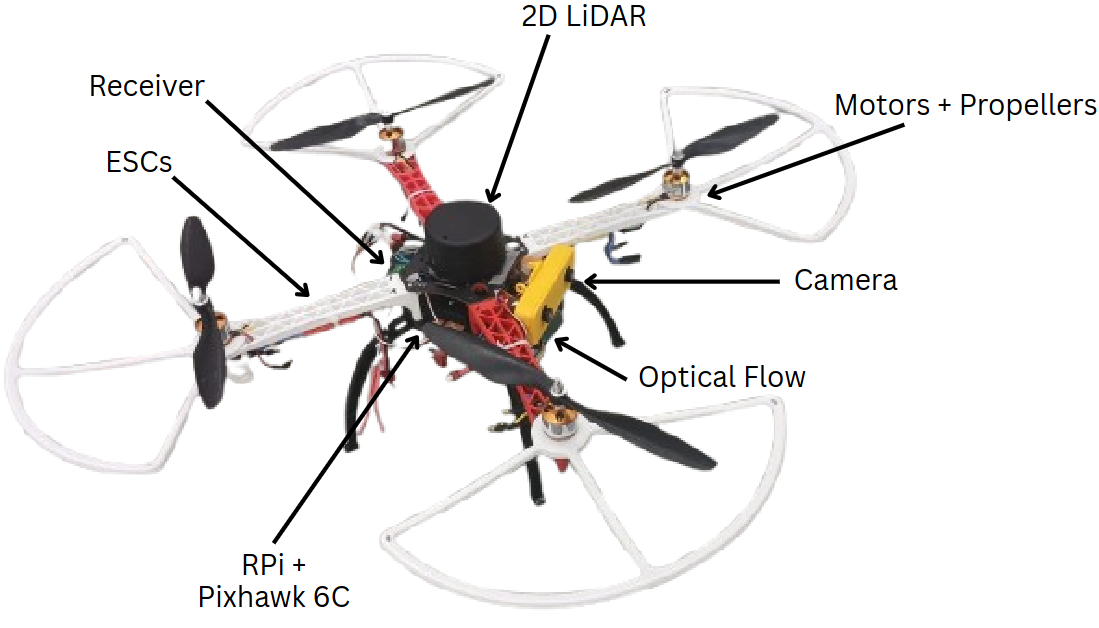 2D LiDAR
Receiver
Motors + Propellers
ESCs
Camera
Optical Flow
RPi +
Pixhawk 6C